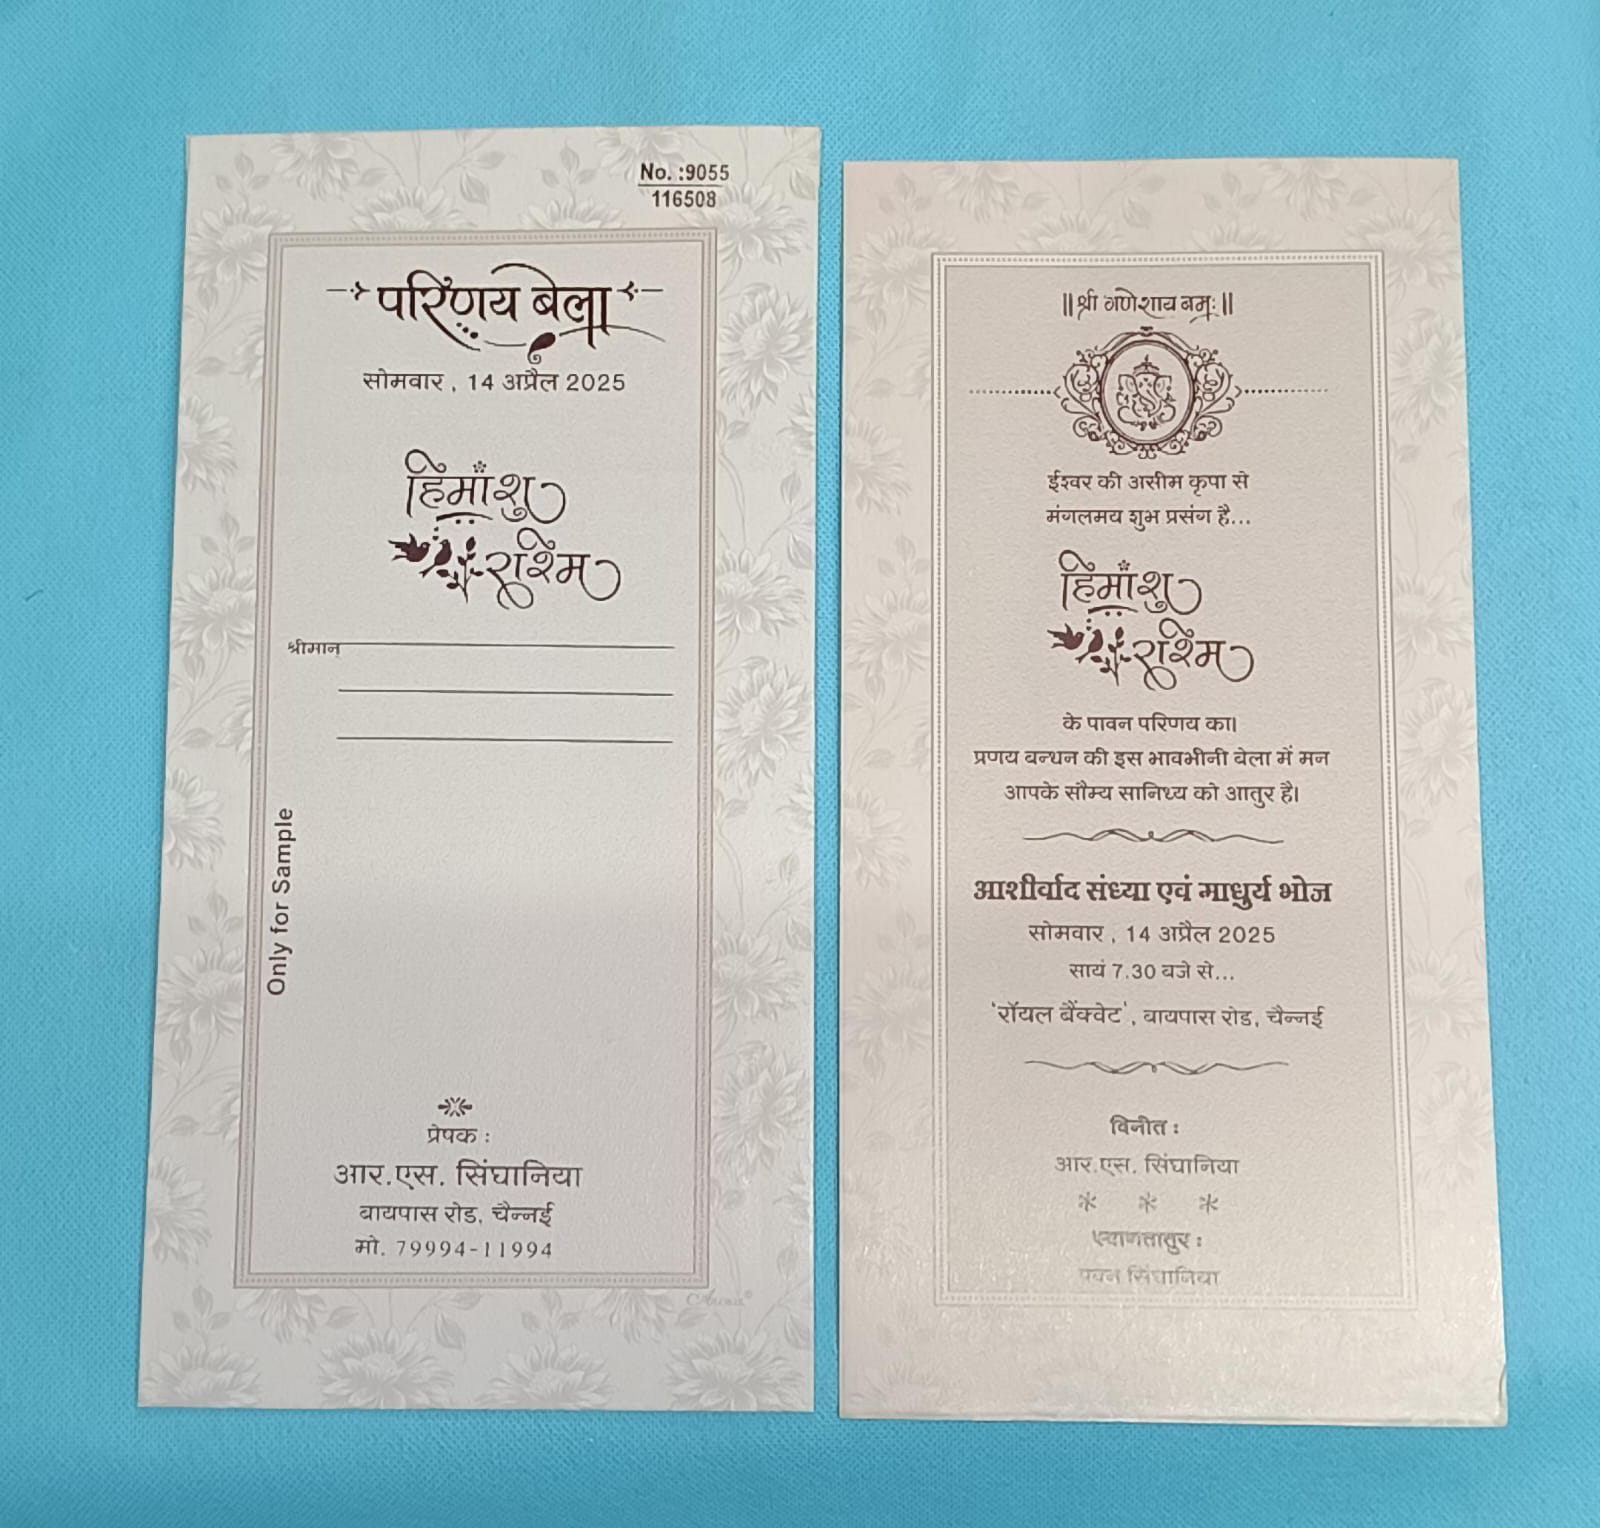 No. :9055
116508
परिणय बेला
सोमवार , 14 अप्रैल 2025
हिमाँशु
रश्मि
श्रीमान्
Only for Sample
प्रेषक :
आर.एस. सिंघानिया
बायपास रोड, चैन्नई
मो. 79994-11994
|| श्री गणेशाय नमः ||
ईश्वर की असीम कृपा से
मंगलमय शुभ प्रसंग है...
हिमाँशु
रश्मि
के पावन परिणय का।
प्रणय बन्धन की इस भावभीनी बेला में मन
आपके सौम्य सानिध्य को आतुर है।
आशीर्वाद संध्या एवं माधुर्य भोज
सोमवार , 14 अप्रैल 2025
सायं 7.30 बजे से...
'रॉयल बैंक्वेट', बायपास रोड, चैन्नई
विनीत :
आर.एस. सिंघानिया
* * *
पवन सिंघानिया